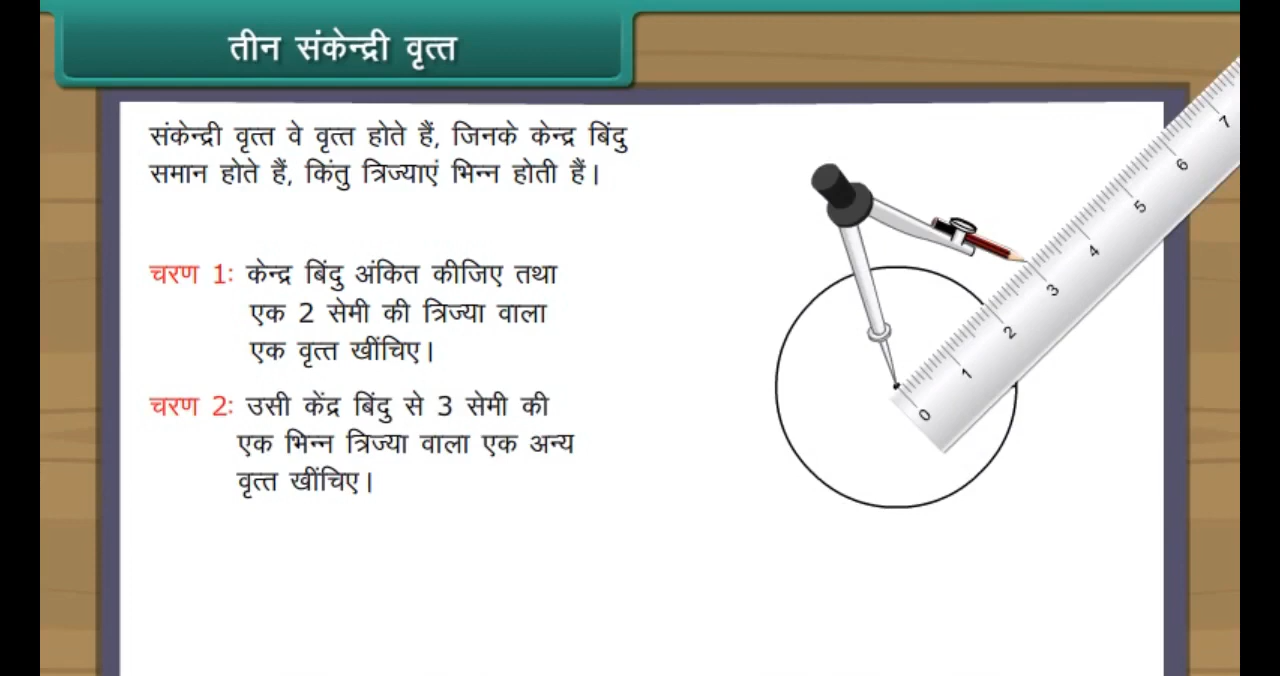 तीन संकेन्द्री वृत्त
संकेन्द्री वृत्त वे वृत्त होते हैं, जिनके केन्द्र बिंदु
समान होते हैं, किंतु त्रिज्याएं भिन्न होती हैं।
चरण 1: केन्द्र बिंदु अंकित कीजिए तथा
एक 2 सेमी की त्रिज्या वाला
एक वृत्त खींचिए।
चरण 2: उसी केंद्र बिंदु से 3 सेमी की
एक भिन्न त्रिज्या वाला एक अन्य
वृत्त खींचिए।
0 1 2 3 4 5 6 7